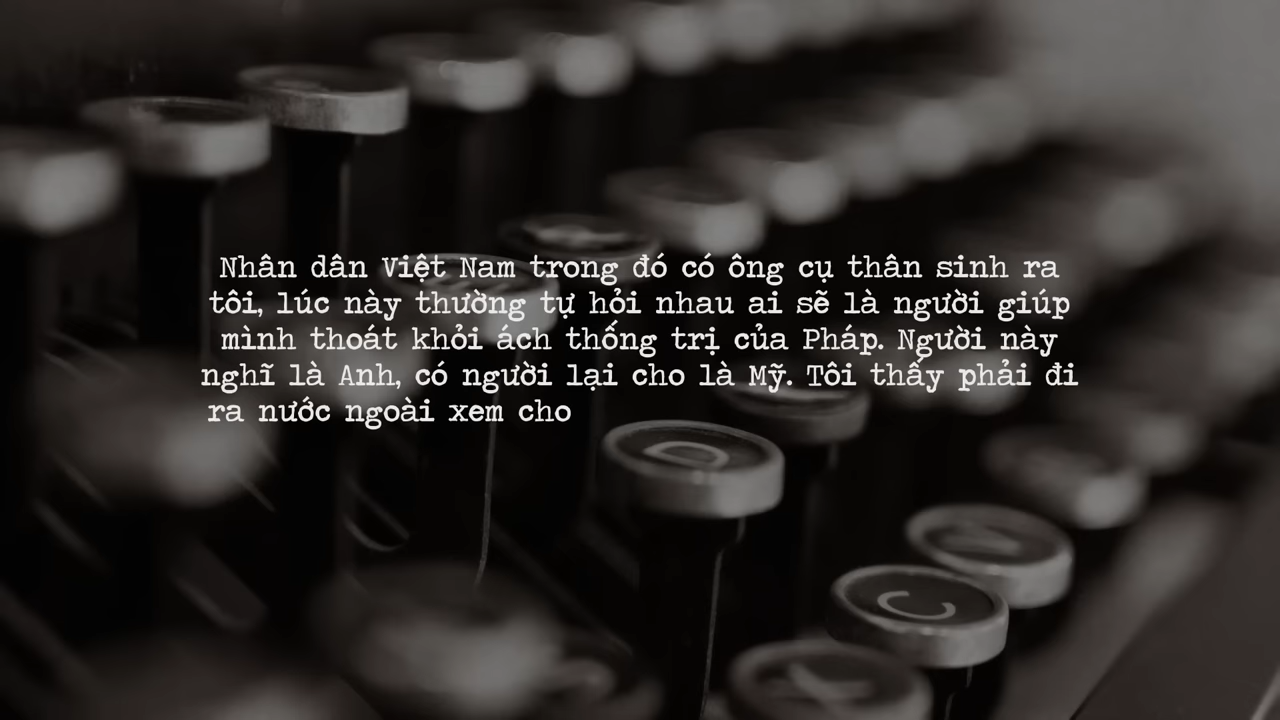 Nhân dân Việt Nam trong đó có ông cụ thân sinh ra
tôi, lúc này thường tự hỏi nhau ai sẽ là người giúp
mình thoát khỏi ách thống trị của Pháp. Người này
nghĩ là Anh, có người lại cho là Mỹ. Tôi thấy phải đi
ra nước ngoài xem cho
D
C